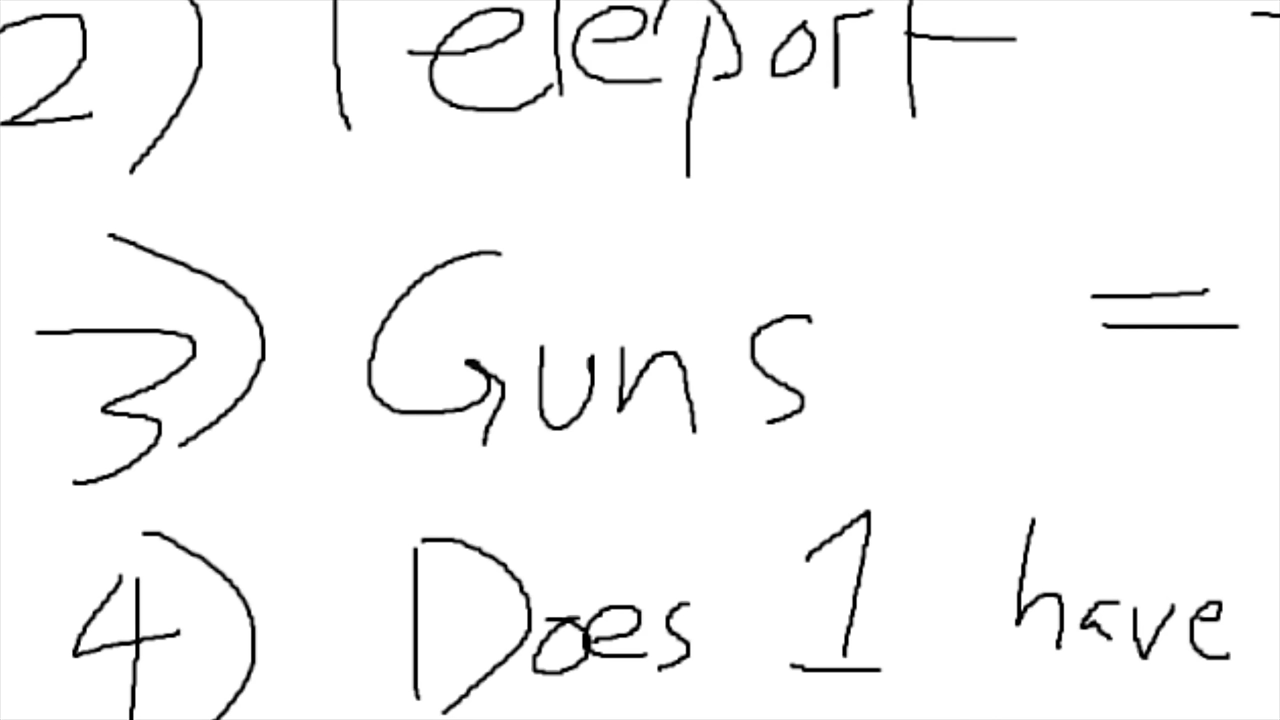 2) Teleport -
3) Guns =
4) Does 1 have